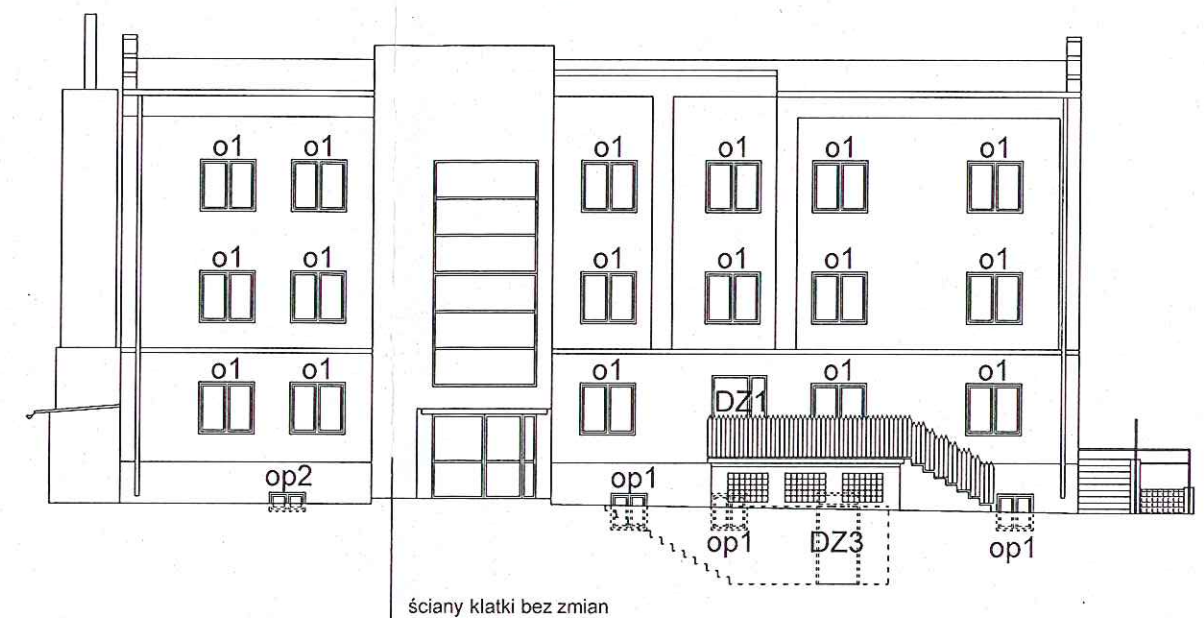 o1 o1 o1 o1 o1 o1
o1 o1 o1 o1 o1 o1
o1 o1 o1 o1 o1
DZ1
op2 op1
op1 DZ3 op1
ściany klatki bez zmian